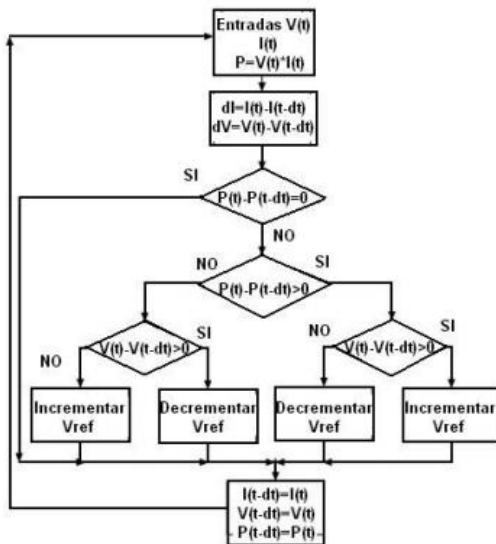 Entradas V(t)
I(t)
P=V(t)*I(t)
dI=I(t)-I(t-dt)
dV=V(t)-V(t-dt)
SI
P(t)-P(t-dt)=0
NO
NO
SI
P(t)-P(t-dt)>0
V(t)-V(t-dt)>0
SI
NO
NO
V(t)-V(t-dt)>0
SI
Incrementar
Vref
Decrementar
Vref
Decrementar
Vref
Incrementar
Vref
I(t-dt)=I(t)
V(t-dt)=V(t)
P(t-dt)=P(t)